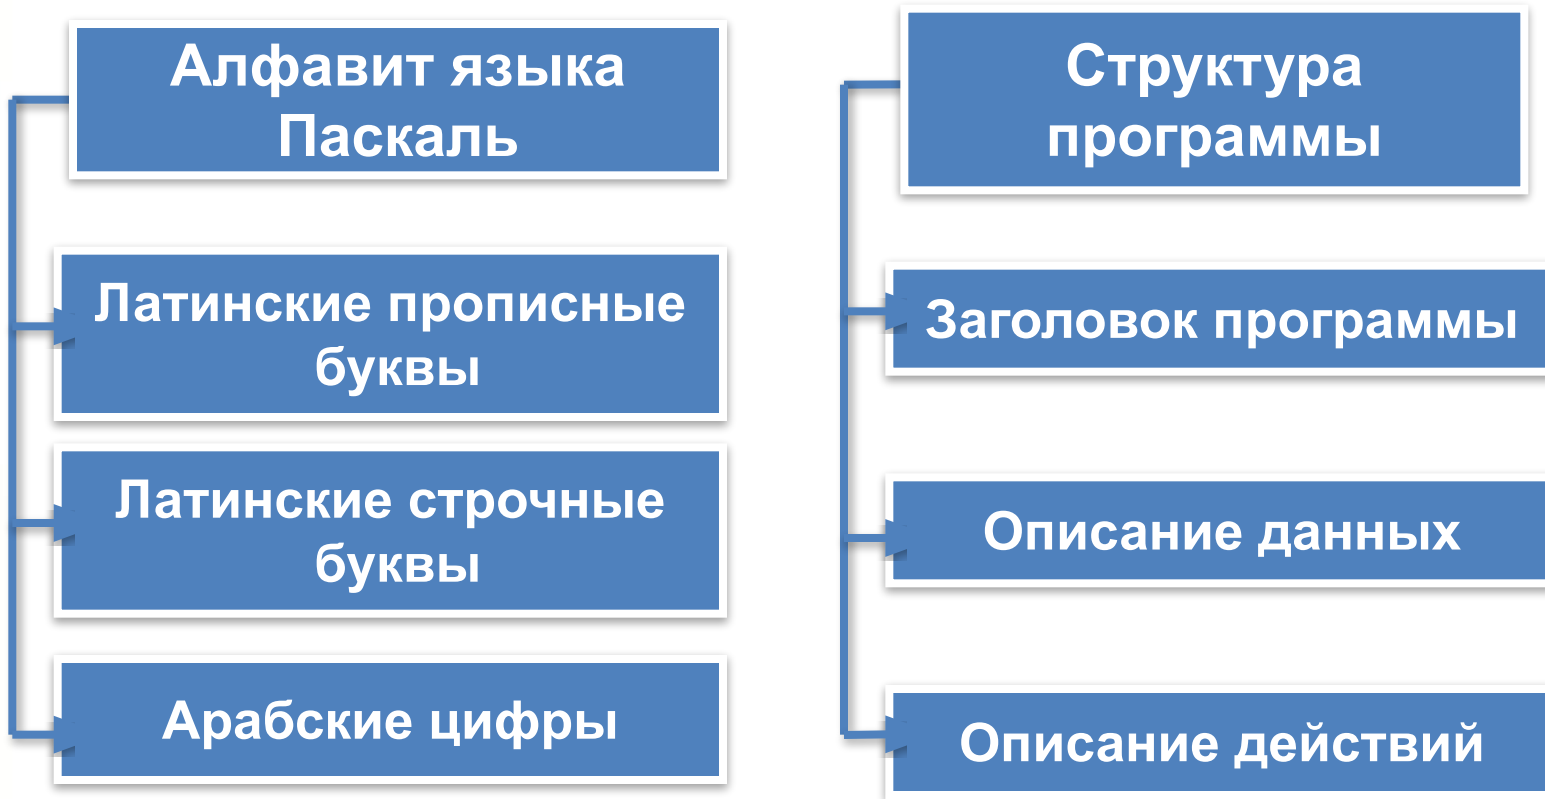 Алфавит языка
Паскаль
Латинские прописные
буквы
Латинские строчные
буквы
Арабские цифры
Структура
программы
Заголовок программы
Описание данных
Описание действий